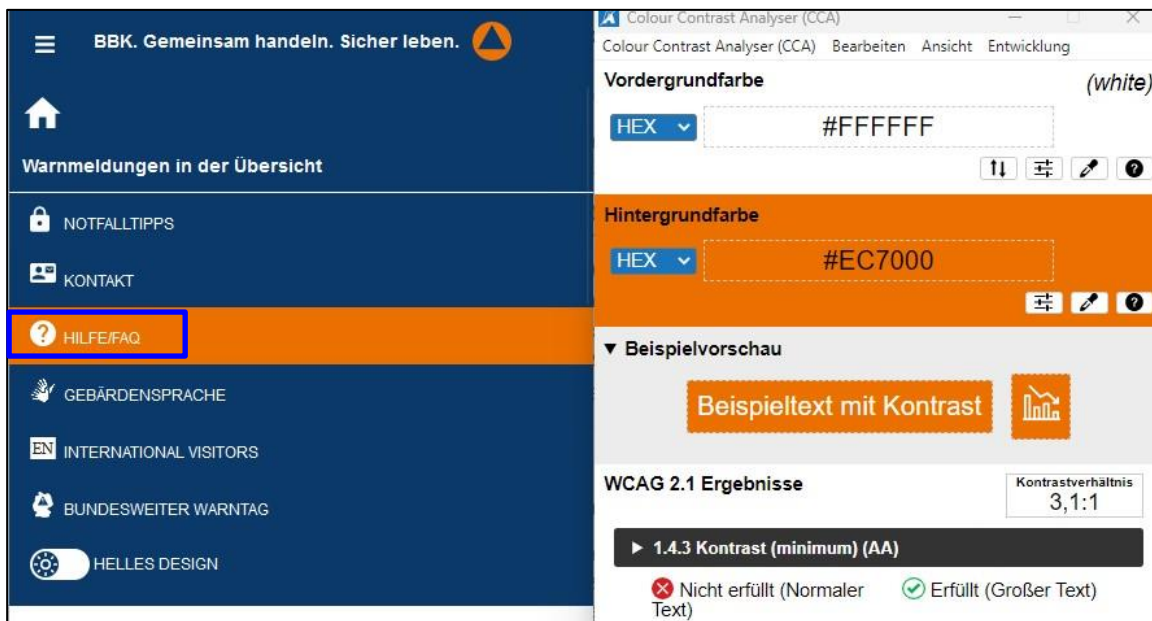 BBK. Gemeinsam handeln. Sicher leben.
Warnmeldungen in der Übersicht
NOTFALLTIPPS
KONTAKT
? HILFE/FAQ
GEBÄRDENSPRACHE
EN INTERNATIONAL VISITORS
BUNDESWEITER WARNTAG
HELLES DESIGN
Colour Contrast Analyser (CCA)
Colour Contrast Analyser (CCA) Bearbeiten Ansicht Entwicklung
Vordergrundfarbe (white)
HEX #FFFFFF
?
Hintergrundfarbe
HEX #EC7000
?
▼ Beispielvorschau
Beispieltext mit Kontrast
WCAG 2.1 Ergebnisse
Kontrastverhältnis
3,1:1
▶ 1.4.3 Kontrast (minimum) (AA)
Nicht erfüllt (Normaler
Text)
Erfüllt (Großer Text)